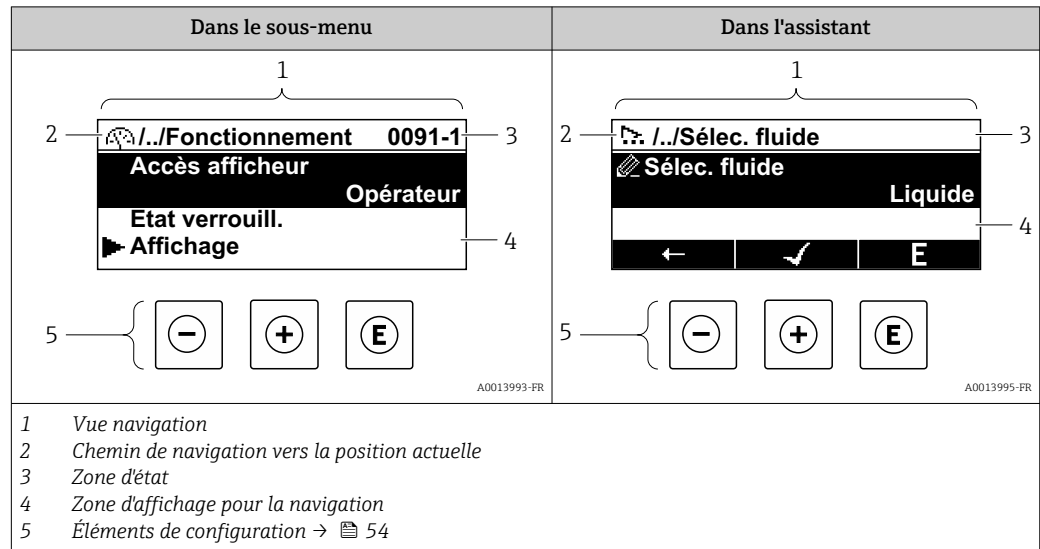 Dans le sous-menu
Dans l'assistant
1
2
/../Fonctionnement 0091-1
3
Accès afficheur
Opérateur
Etat verrouill.
Affichage
4
5
- + E
A0013993-FR
1
2
/../Sélec. fluide
3
Sélec. fluide
Liquide
4
← ✓ E
5
- + E
A0013995-FR
1 Vue navigation
2 Chemin de navigation vers la position actuelle
3 Zone d'état
4 Zone d'affichage pour la navigation
5 Éléments de configuration → 54